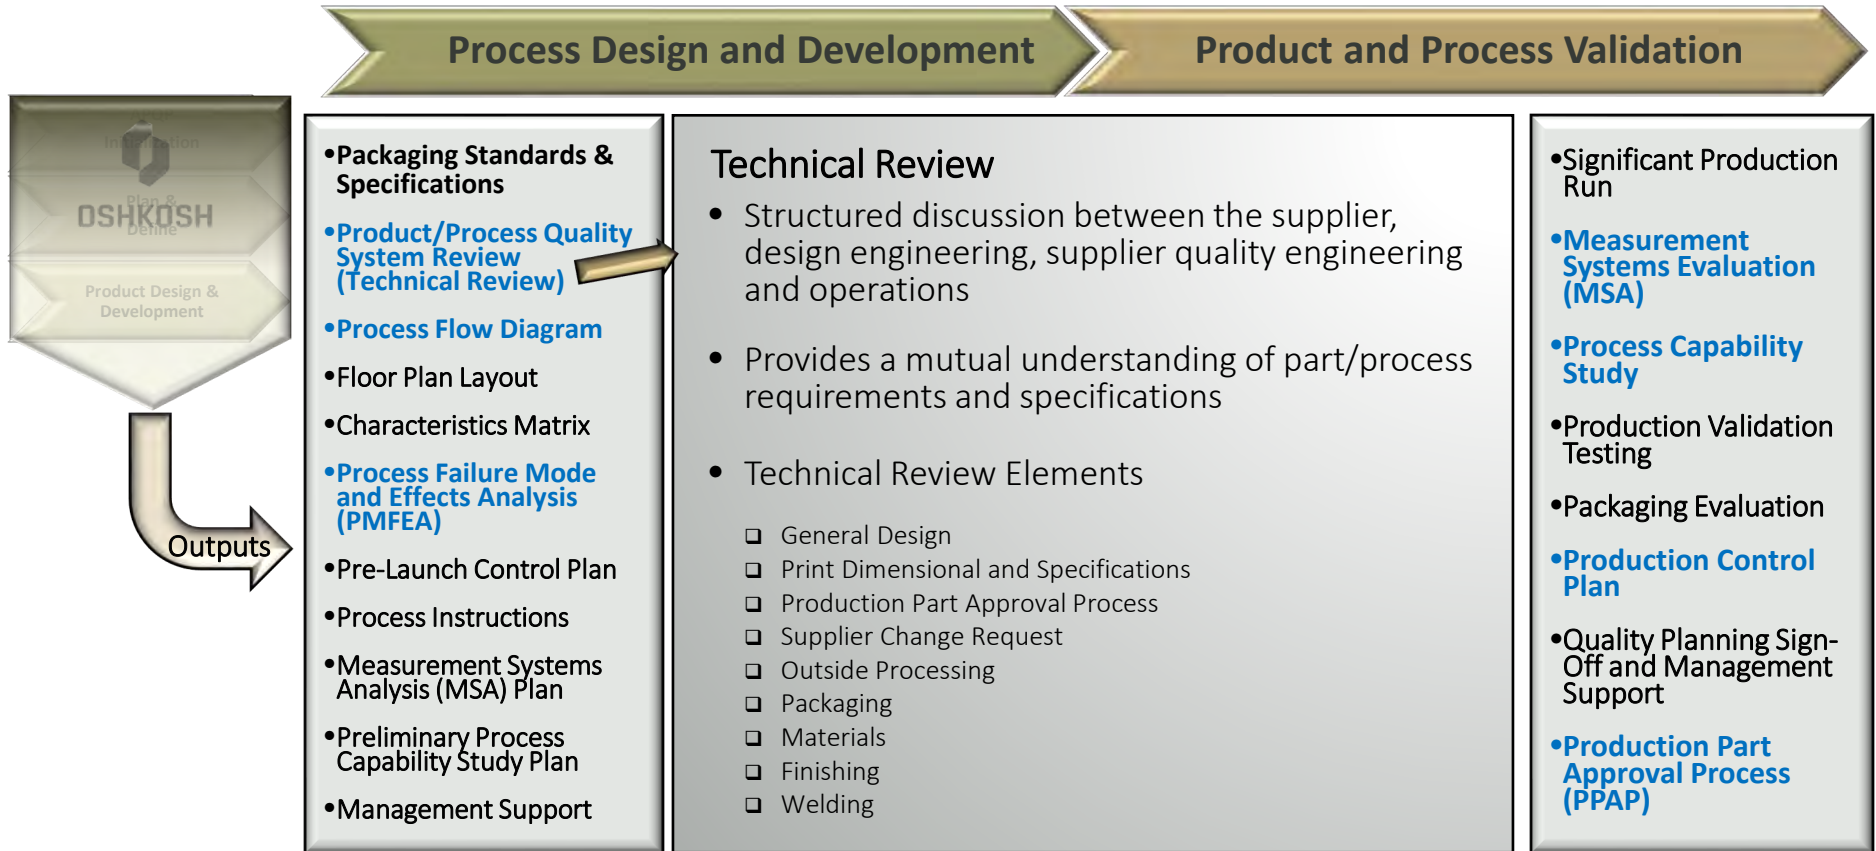 Process Design and Development
Product and Process Validation
Initialization
Plan &
Define
OSHKOSH
Product Design &
Development
Outputs
•Packaging Standards &
Specifications
•Product/Process Quality
System Review
(Technical Review)
•Process Flow Diagram
•Floor Plan Layout
•Characteristics Matrix
•Process Failure Mode
and Effects Analysis
(PMFEA)
•Pre-Launch Control Plan
•Process Instructions
•Measurement Systems
Analysis (MSA) Plan
•Preliminary Process
Capability Study Plan
•Management Support
Technical Review
• Structured discussion between the supplier,
design engineering, supplier quality engineering
and operations
• Provides a mutual understanding of part/process
requirements and specifications
• Technical Review Elements
❑ General Design
❑ Print Dimensional and Specifications
❑ Production Part Approval Process
❑ Supplier Change Request
❑ Outside Processing
❑ Packaging
❑ Materials
❑ Finishing
❑ Welding
•Significant Production
Run
•Measurement
Systems Evaluation
(MSA)
•Process Capability
Study
•Production Validation
Testing
•Packaging Evaluation
•Production Control
Plan
•Quality Planning Sign-
Off and Management
Support
•Production Part
Approval Process
(PPAP)